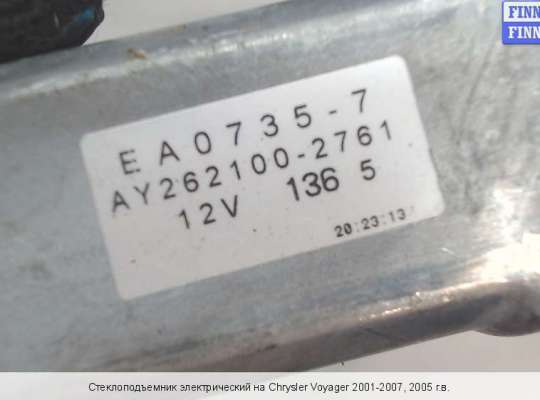 FINN
FINN
EA0735-7
AY262100-2761
12V 136 5
20:23:13
Стеклоподъемник электрический на Chrysler Voyager 2001-2007, 2005 г.в.